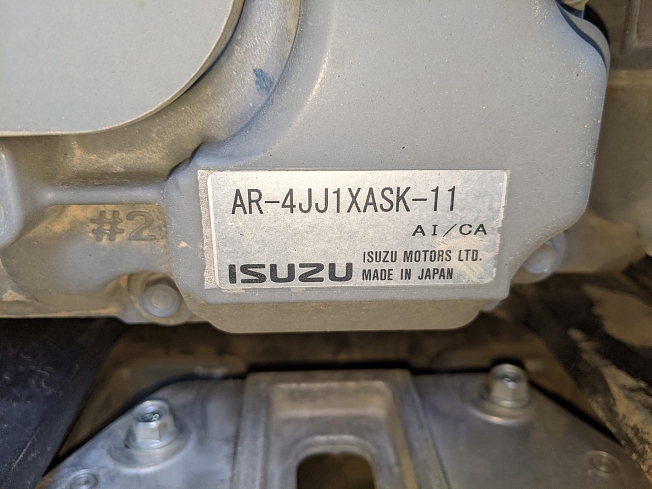 AR-4JJ1XASK-11
AI/CA
ISUZU
ISUZU MOTORS LTD.
MADE IN JAPAN
#2